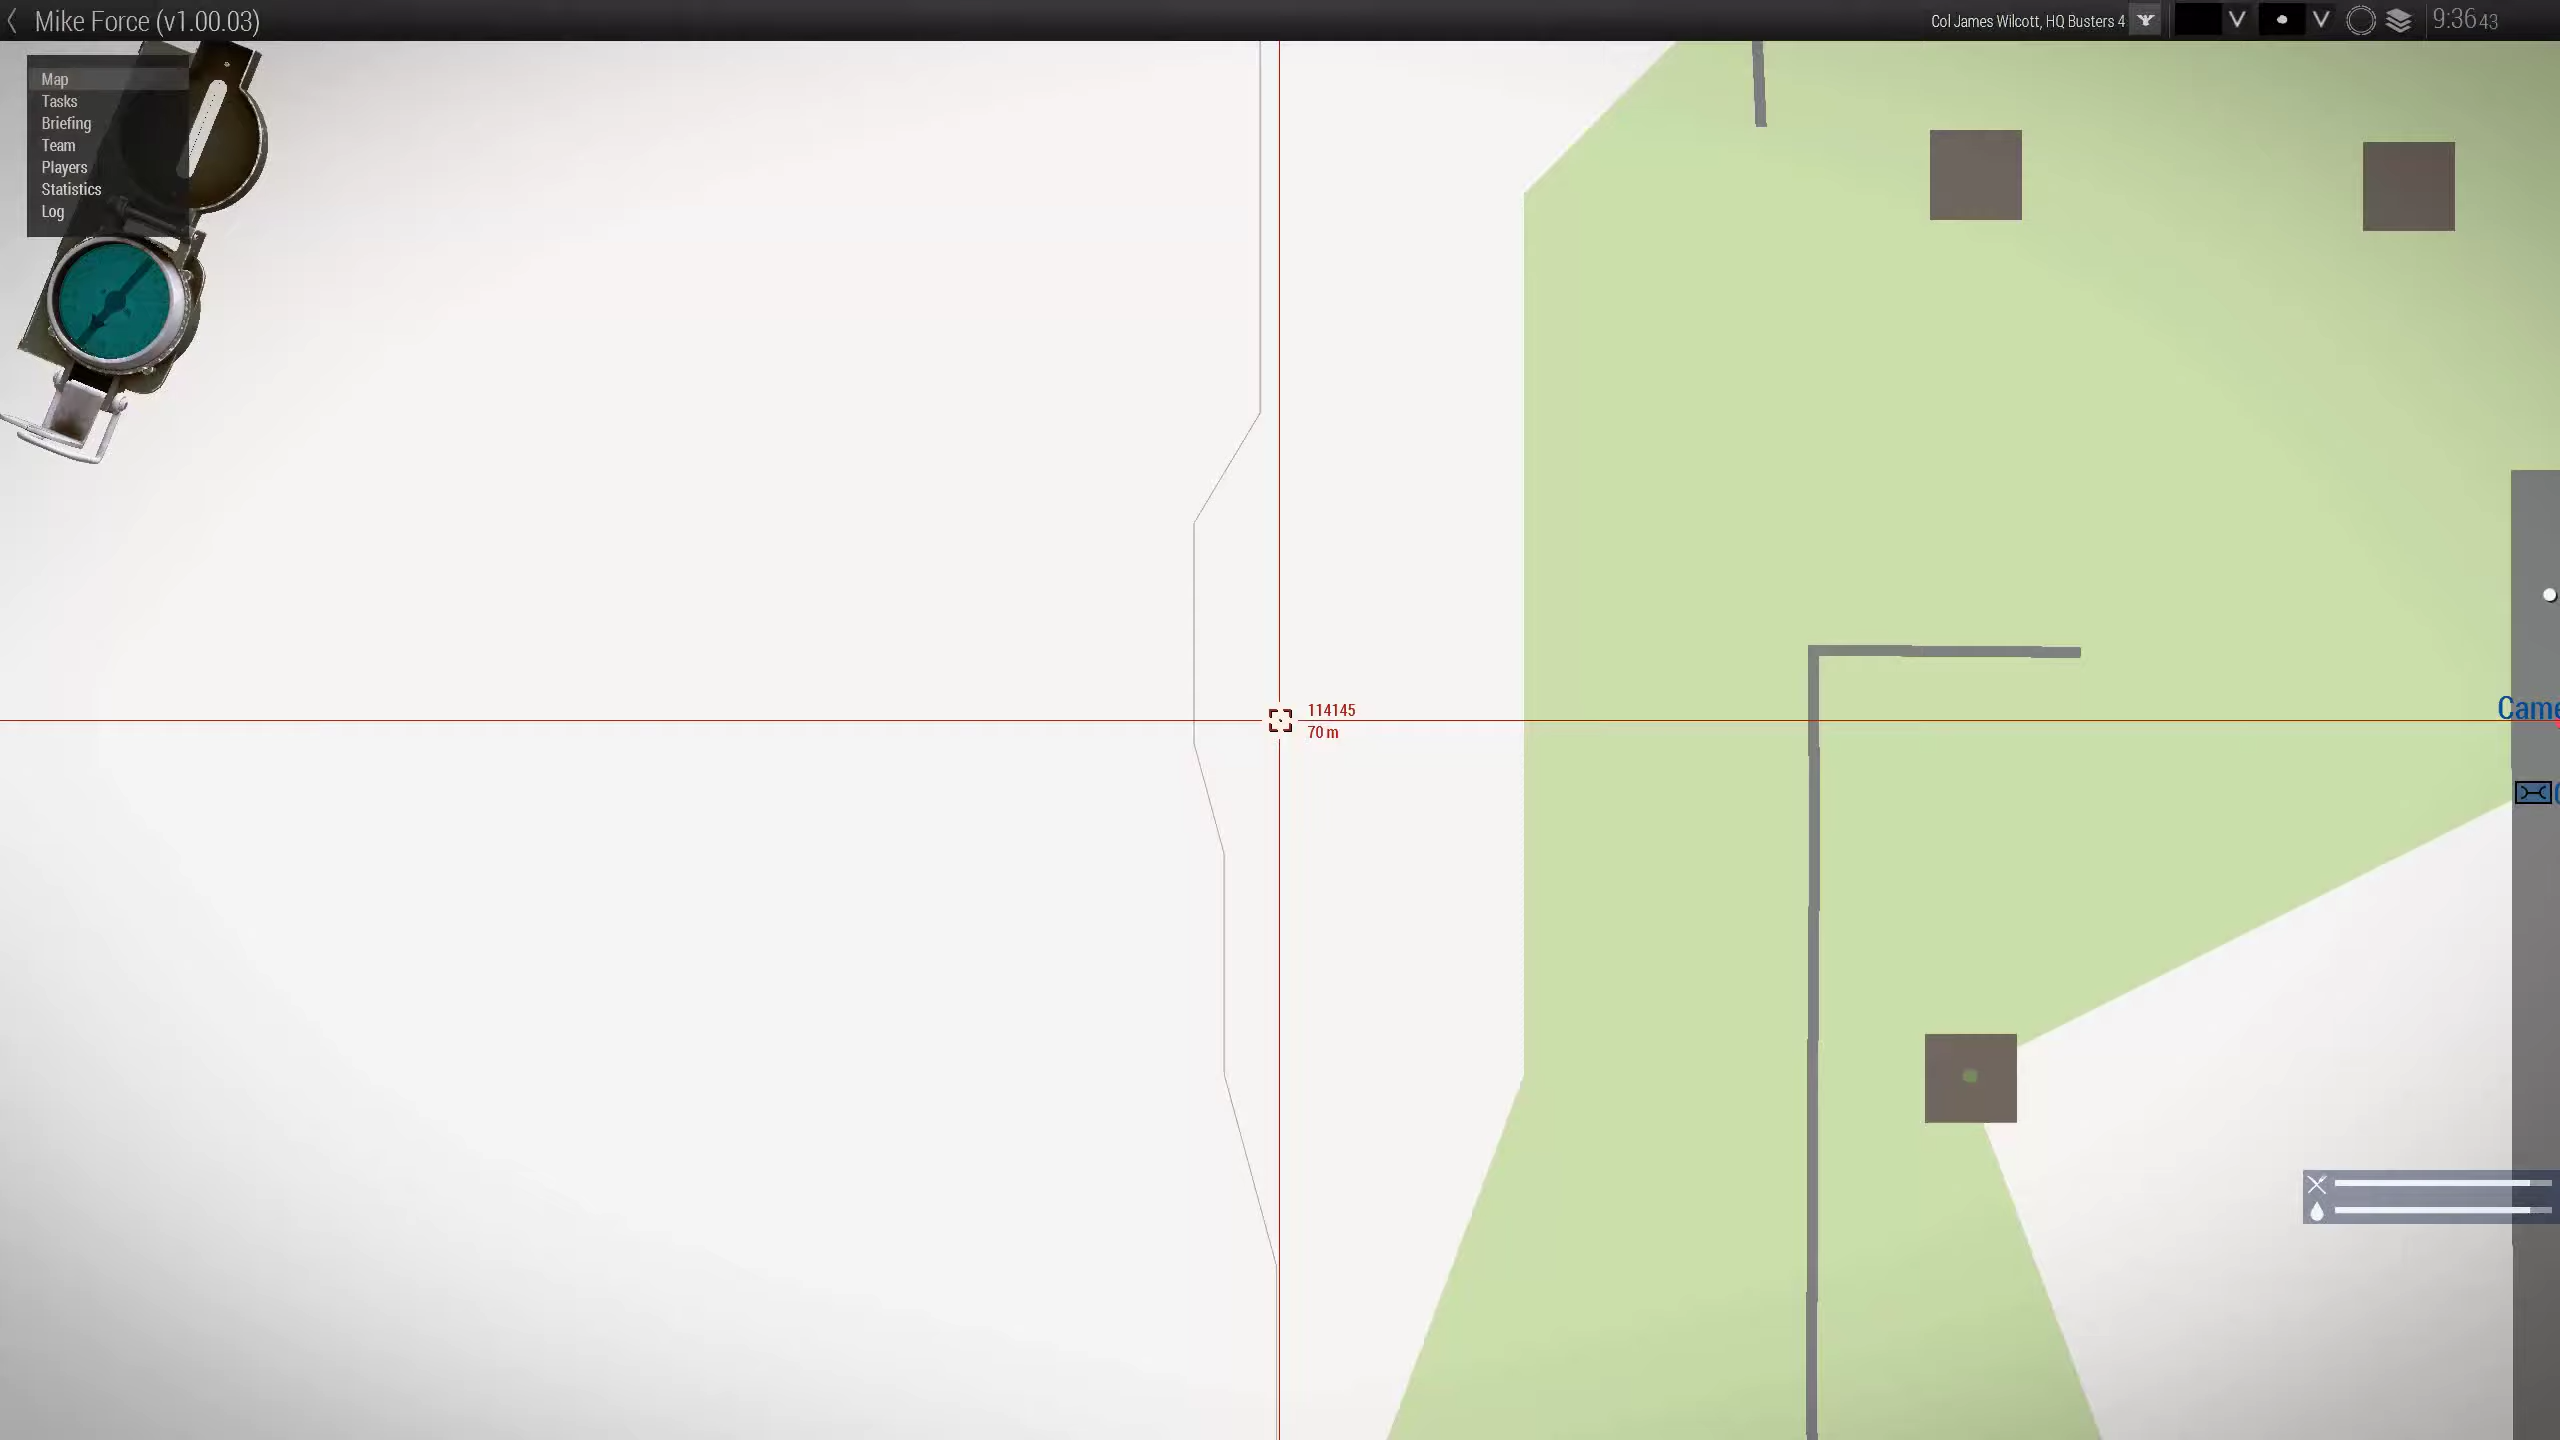 Mike Force (v1.00.03)
Col James Wilcott, HQ Busters 4
9:36 43
Map
Tasks
Briefing
Team
Players
Statistics
Log
114145
70 m
Came